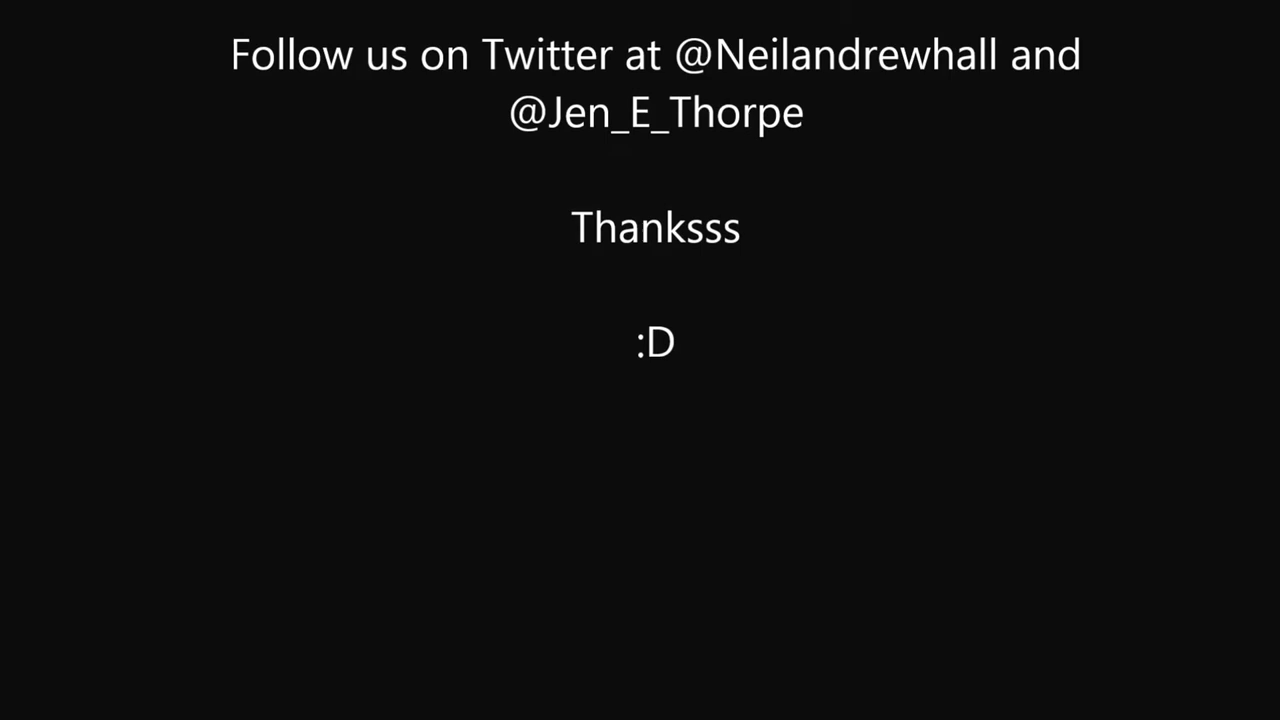 Follow us on Twitter at @Neilandrewhall and
@Jen_E_Thorpe
Thanksss
:D